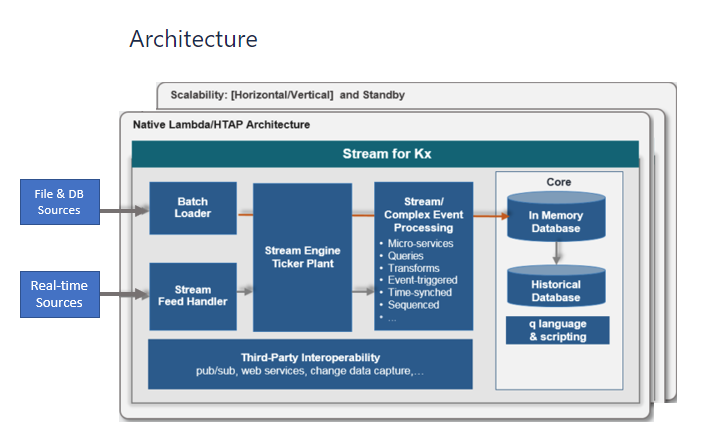 Architecture
Scalability: [Horizontal/Vertical] and Standby
Native Lambda/HTAP Architecture
Stream for Kx
File & DB
Sources
Real-time
Sources
Batch
Loader
Stream
Feed Handler
Stream Engine
Ticker Plant
Stream/
Complex Event
Processing
• Micro-services
• Queries
• Transforms
• Event-triggered
• Time-synched
• Sequenced
• ...
Core
In Memory
Database
Historical
Database
q language
& scripting
Third-Party Interoperability
pub/sub, web services, change data capture,...